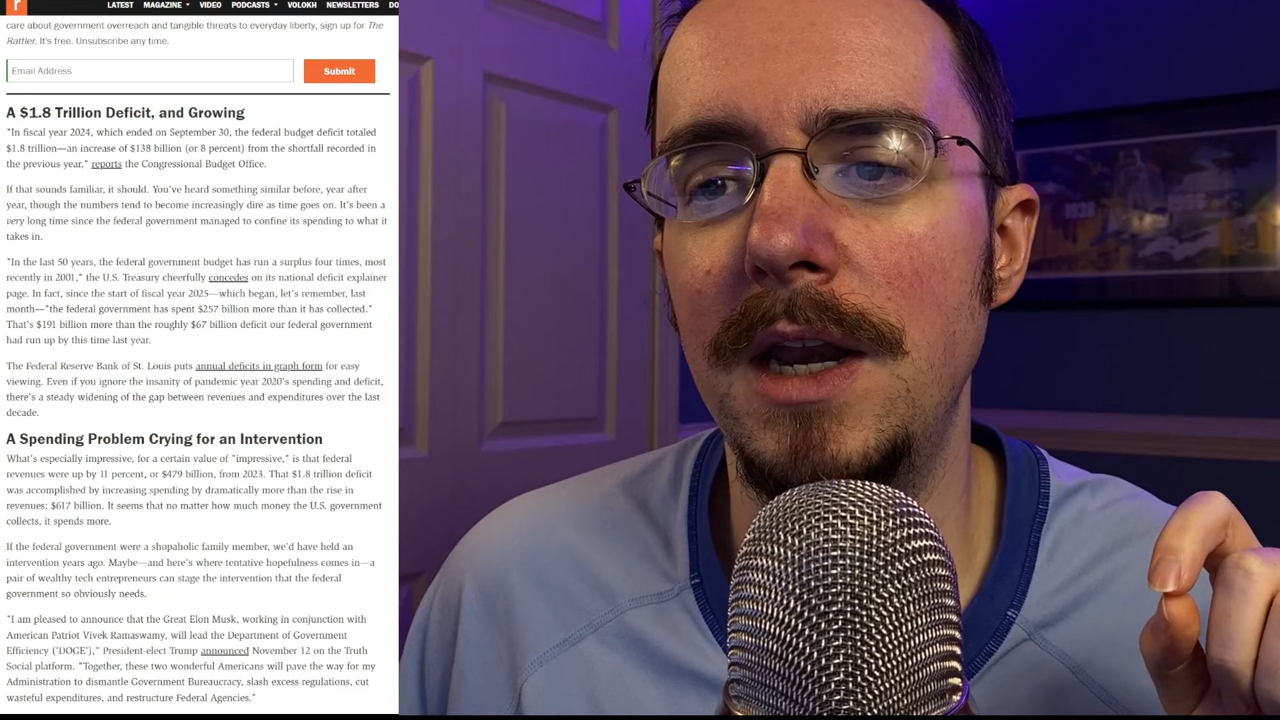 r
LATEST MAGAZINE VIDEO PODCASTS VOLOKH NEWSLETTERS DO
care about government overreach and tangible threats to everyday liberty, sign up for The
Rattler. It's free. Unsubscribe any time.
Email Address
Submit
A $1.8 Trillion Deficit, and Growing
"In fiscal year 2024, which ended on September 30, the federal budget deficit totaled
$1.8 trillion—an increase of $138 billion (or 8 percent) from the shortfall recorded in
the previous year," reports the Congressional Budget Office.
If that sounds familiar, it should. You've heard something similar before, year after
year, though the numbers tend to become increasingly dire as time goes on. It's been a
very long time since the federal government managed to confine its spending to what it
takes in.
"In the last 50 years, the federal government budget has run a surplus four times, most
recently in 2001," the U.S. Treasury cheerfully concedes on its national deficit explainer
page. In fact, since the start of fiscal year 2025—which began, let's remember, last
month—"the federal government has spent $257 billion more than it has collected."
That's $191 billion more than the roughly $67 billion deficit our federal government
had run up by this time last year.
The Federal Reserve Bank of St. Louis puts annual deficits in graph form for easy
viewing. Even if you ignore the insanity of pandemic year 2020's spending and deficit,
there's a steady widening of the gap between revenues and expenditures over the last
decade.
A Spending Problem Crying for an Intervention
What's especially impressive, for a certain value of "impressive," is that federal
revenues were up by 11 percent, or $479 billion, from 2023. That $1.8 trillion deficit
was accomplished by increasing spending by dramatically more than the rise in
revenues: $617 billion. It seems that no matter how much money the U.S. government
collects, it spends more.
If the federal government were a shopaholic family member, we'd have held an
intervention years ago. Maybe—and here's where tentative hopefulness comes in—a
pair of wealthy tech entrepreneurs can stage the intervention that the federal
government so obviously needs.
"I am pleased to announce that the Great Elon Musk, working in conjunction with
American Patriot Vivek Ramaswamy, will lead the Department of Government
Efficiency ('DOGE')," President-elect Trump announced November 12 on the Truth
Social platform. "Together, these two wonderful Americans will pave the way for my
Administration to dismantle Government Bureaucracy, slash excess regulations, cut
wasteful expenditures, and restructure Federal Agencies."